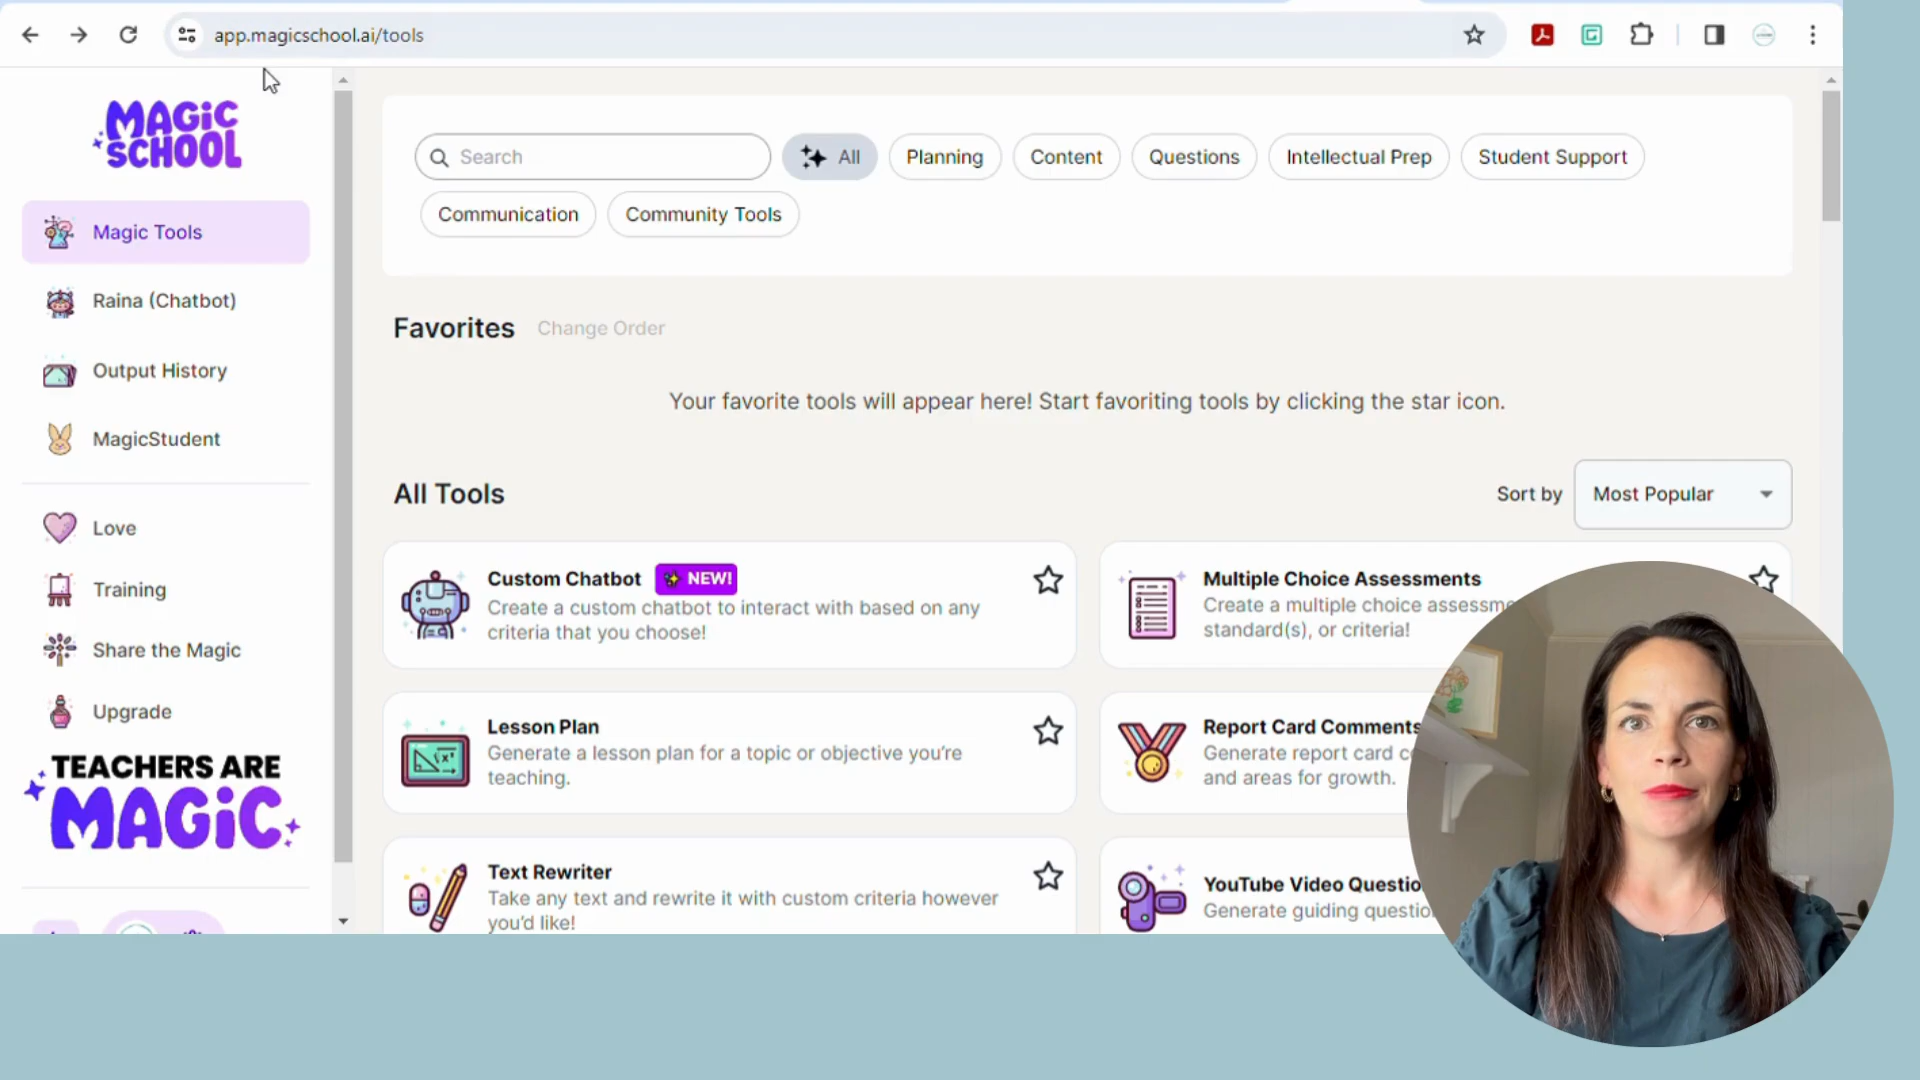 app.magicschool.ai/tools
MAGiC
SCHOOL
Magic Tools
Raina (Chatbot)
Output History
MagicStudent
Love
Training
Share the Magic
Upgrade
TEACHERS ARE
MAGiC
Search
All
Planning
Content
Questions
Intellectual Prep
Student Support
Communication
Community Tools
Favorites
Change Order
Your favorite tools will appear here! Start favoriting tools by clicking the star icon.
All Tools
Sort by
Most Popular
Custom Chatbot
NEW!
Create a custom chatbot to interact with based on any
criteria that you choose!
Multiple Choice Assessments
Create a multiple choice assessme
standard(s), or criteria!
Lesson Plan
Generate a lesson plan for a topic or objective you're
teaching.
Report Card Comments
Generate report card c
and areas for growth.
Text Rewriter
Take any text and rewrite it with custom criteria however
you'd like!
YouTube Video Questio
Generate guiding questio